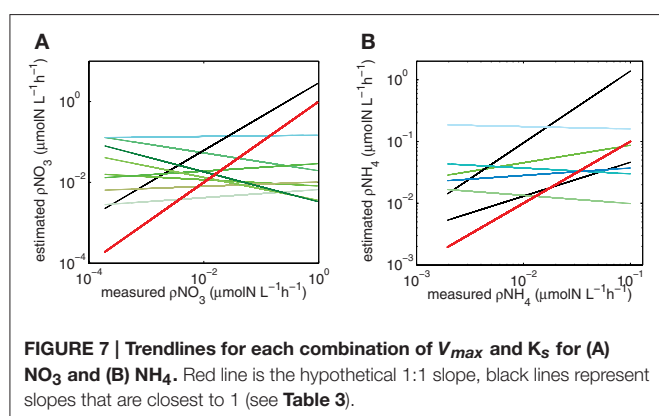 A
B
estimated ρNO3 (μmolN L−1h−1)
10^0
10^−2
10^−4
10^−4
10^−2
10^0
measured ρNO3 (μmolN L−1h−1)
estimated ρNH4 (μmolN L−1h−1)
10^0
10^−1
10^−2
10^−3
10^−3
10^−2
10^−1
measured ρNH4 (μmolN L−1h−1)
FIGURE 7 | Trendlines for each combination of Vmax and Ks for (A)
NO3 and (B) NH4. Red line is the hypothetical 1:1 slope, black lines represent
slopes that are closest to 1 (see Table 3).